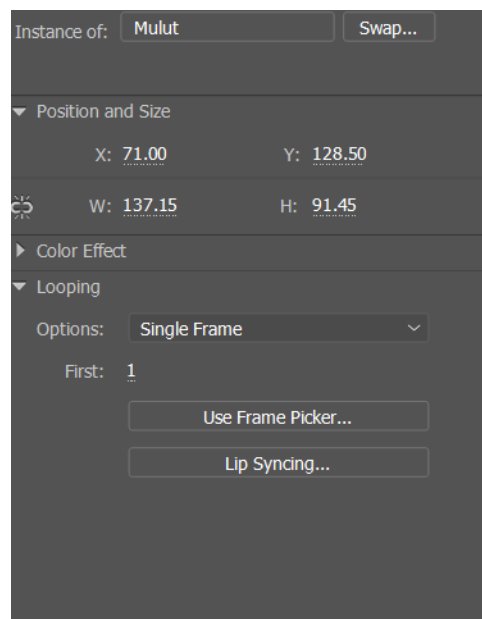 Instance of: Mulut Swap...
Position and Size
X: 71.00 Y: 128.50
W: 137.15 H: 91.45
Color Effect
Looping
Options: Single Frame
First: 1
Use Frame Picker...
Lip Syncing...